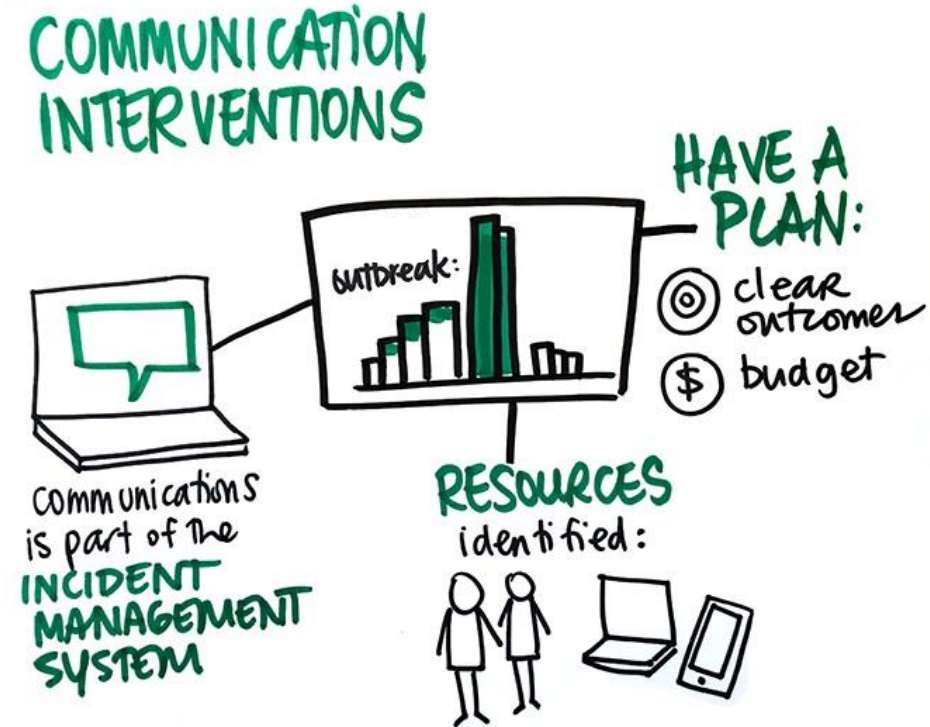 COMMUNICATION
INTERVENTIONS
HAVE A
PLAN:
clear
outcomes
$ budget
outbreak:
communications
is part of the
INCIDENT
MANAGEMENT
SYSTEM
RESOURCES
identified: